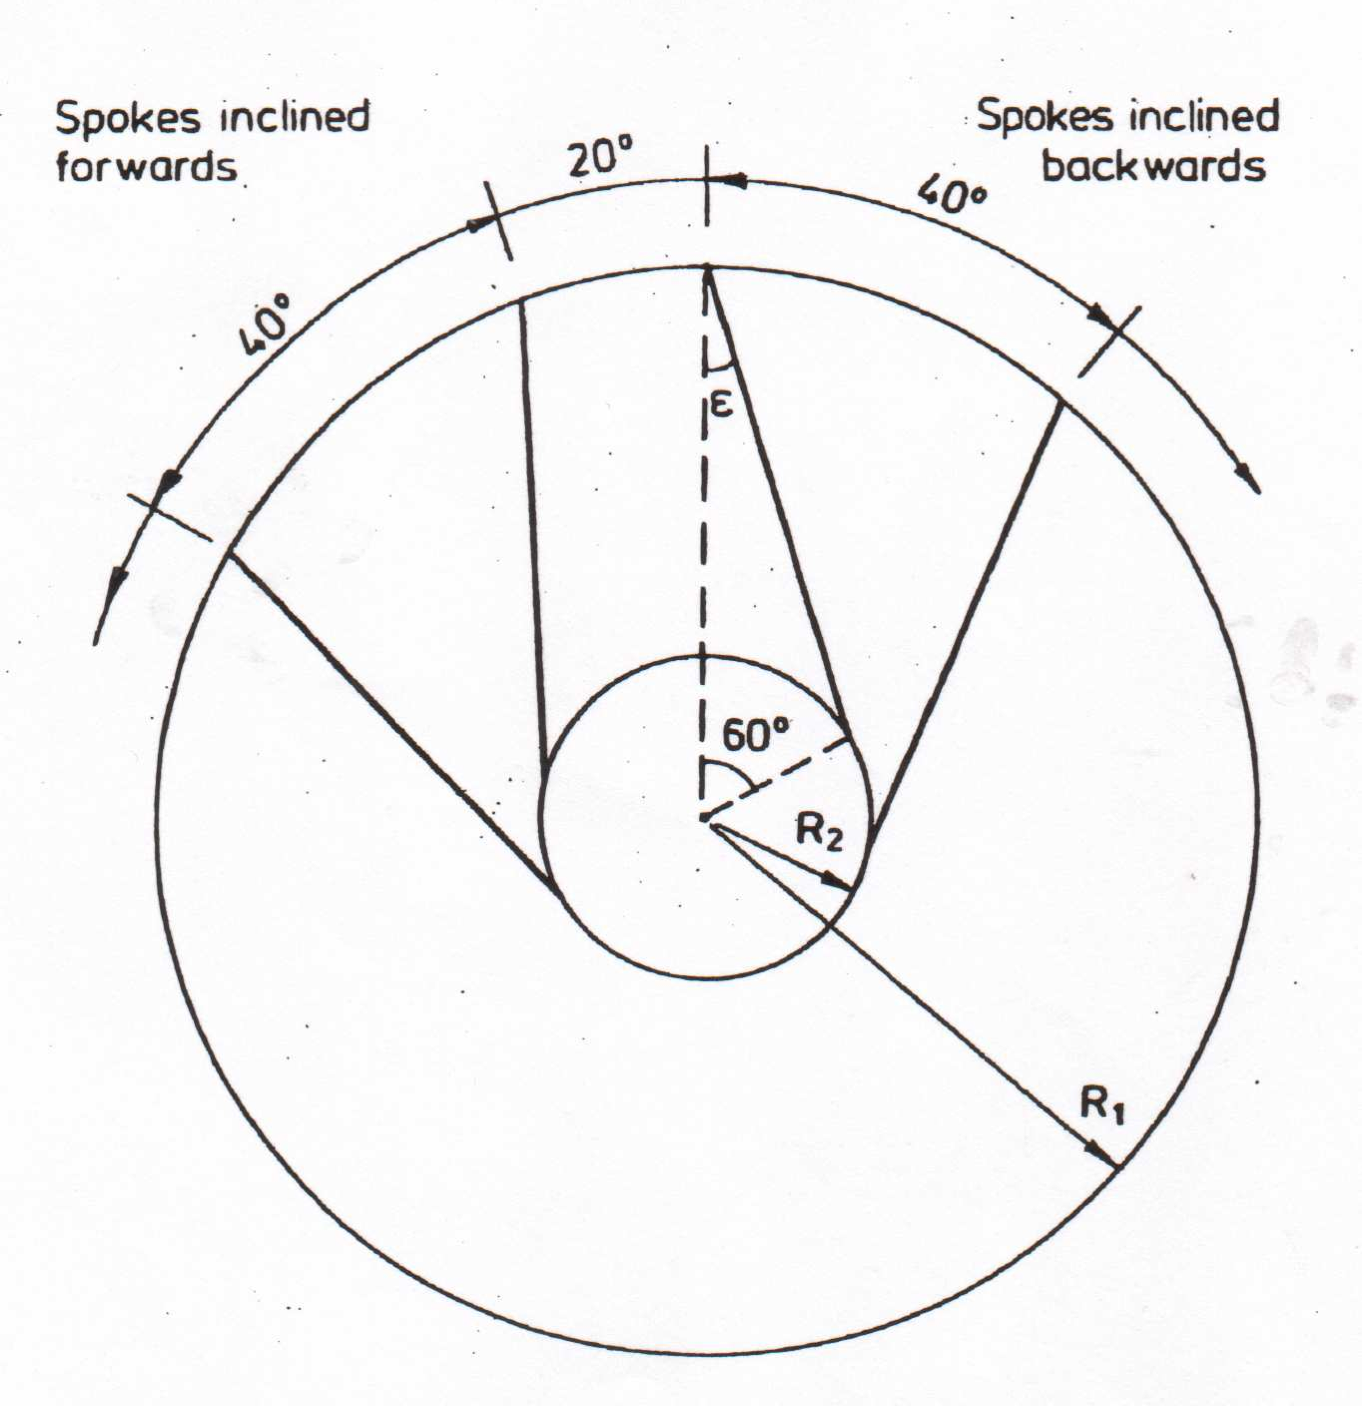 Spokes inclined
forwards
Spokes inclined
backwards
20°
40°
40°
ε
60°
R₂
R₁